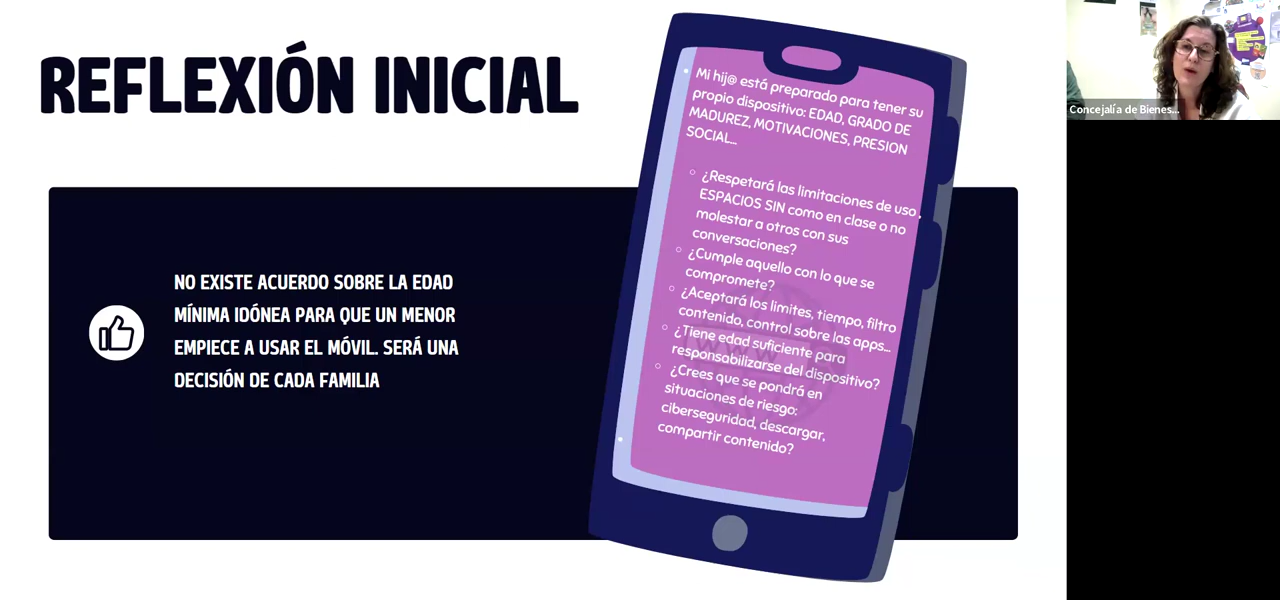 REFLEXIÓN INICIAL
NO EXISTE ACUERDO SOBRE LA EDAD
MÍNIMA IDÓNEA PARA QUE UN MENOR
EMPIECE A USAR EL MÓVIL. SERÁ UNA
DECISIÓN DE CADA FAMILIA
Mi hij@ está preparado para tener su
propio dispositivo: EDAD, GRADO DE
MADUREZ, MOTIVACIONES, PRESION
SOCIAL...
¿Respetará las limitaciones de uso ,
ESPACIOS SIN como en clase o no
molestar a otros con sus
conversaciones?
¿Cumple aquello con lo que se
compromete?
¿Aceptará los limites, tiempo, filtro
contenido, control sobre las apps...
¿Tiene edad suficiente para
responsabilizarse del dispositivo?
¿Crees que se pondrá en
situaciones de riesgo:
ciberseguridad, descargar,
compartir contenido?
www
Concejalía de Bienes...